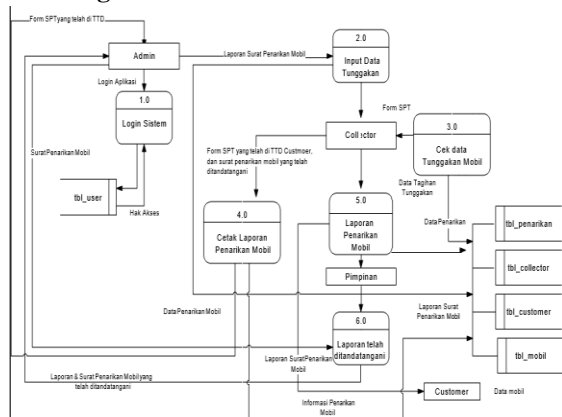 Form SPT yang telah di TTD
Admin
Laporan Surat Penarikan Mobil
2.0
Input Data
Tunggakan
Login Aplikasi
1.0
Login Sistem
Surat Penarikan Mobil
tbl_user
Hak Akses
Form SPT
Collector
3.0
Cek data
Tunggakan Mobil
Form SPT yang telah di TTD Custmoer,
dan surat penarikan mobil yang telah
ditandatangani
Data Tagihan
Tunggakan
4.0
Cetak Laporan
Penarikan Mobil
5.0
Laporan
Penarikan
Mobil
Data Penarikan
tbl_penarikan
tbl_collector
Pimpinan
Data Penarikan Mobil
Laporan Surat
Penarikan Mobil
tbl_customer
6.0
Laporan telah
ditandatangani
tbl_mobil
Laporan Surat Penarikan
Mobil
Laporan & Surat Penarikan Mobil yang
telah ditandatangani
Customer
Data mobil
Informasi Penarikan
Mobil